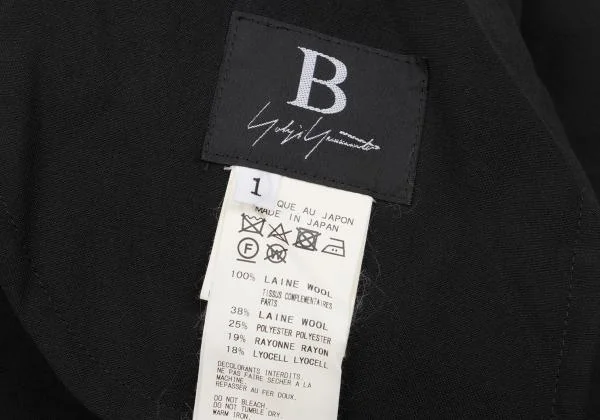 B
Yohji Yamamoto
1
QUE AU JAPON
MADE IN JAPAN
F
W
100% LAINE WOOL
TISSUS COMPLEMENTAIRES
PARTS
38% LAINE WOOL
25% POLYESTER POLYESTER
19% RAYONNE RAYON
18% LYOCELL LYOCELL
DECOLORANTS INTERDITS.
NE PAS FAIRE SECHER A LA
MACHINE.
REPASSER AU FER DOUX.
DO NOT BLEACH.
DO NOT TUMBLE DRY.
WARM IRON.